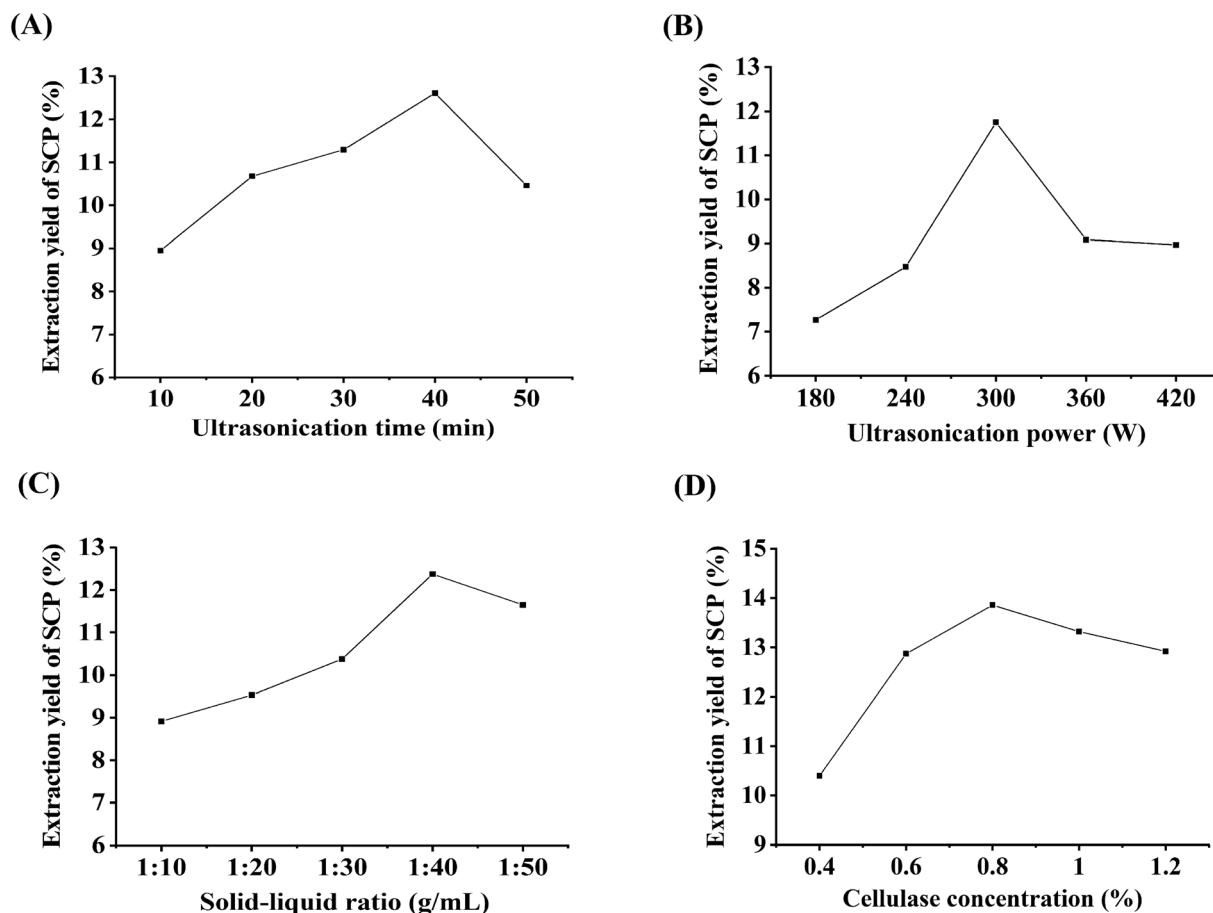 (A)
Extraction yield of SCP (%)
13
12
11
10
9
8
7
6
10 20 30 40 50
Ultrasonication time (min)
(B)
Extraction yield of SCP (%)
13
12
11
10
9
8
7
6
180 240 300 360 420
Ultrasonication power (W)
(C)
Extraction yield of SCP (%)
13
12
11
10
9
8
7
6
1:10 1:20 1:30 1:40 1:50
Solid-liquid ratio (g/mL)
(D)
Extraction yield of SCP (%)
15
14
13
12
11
10
9
0.4 0.6 0.8 1 1.2
Cellulase concentration (%)